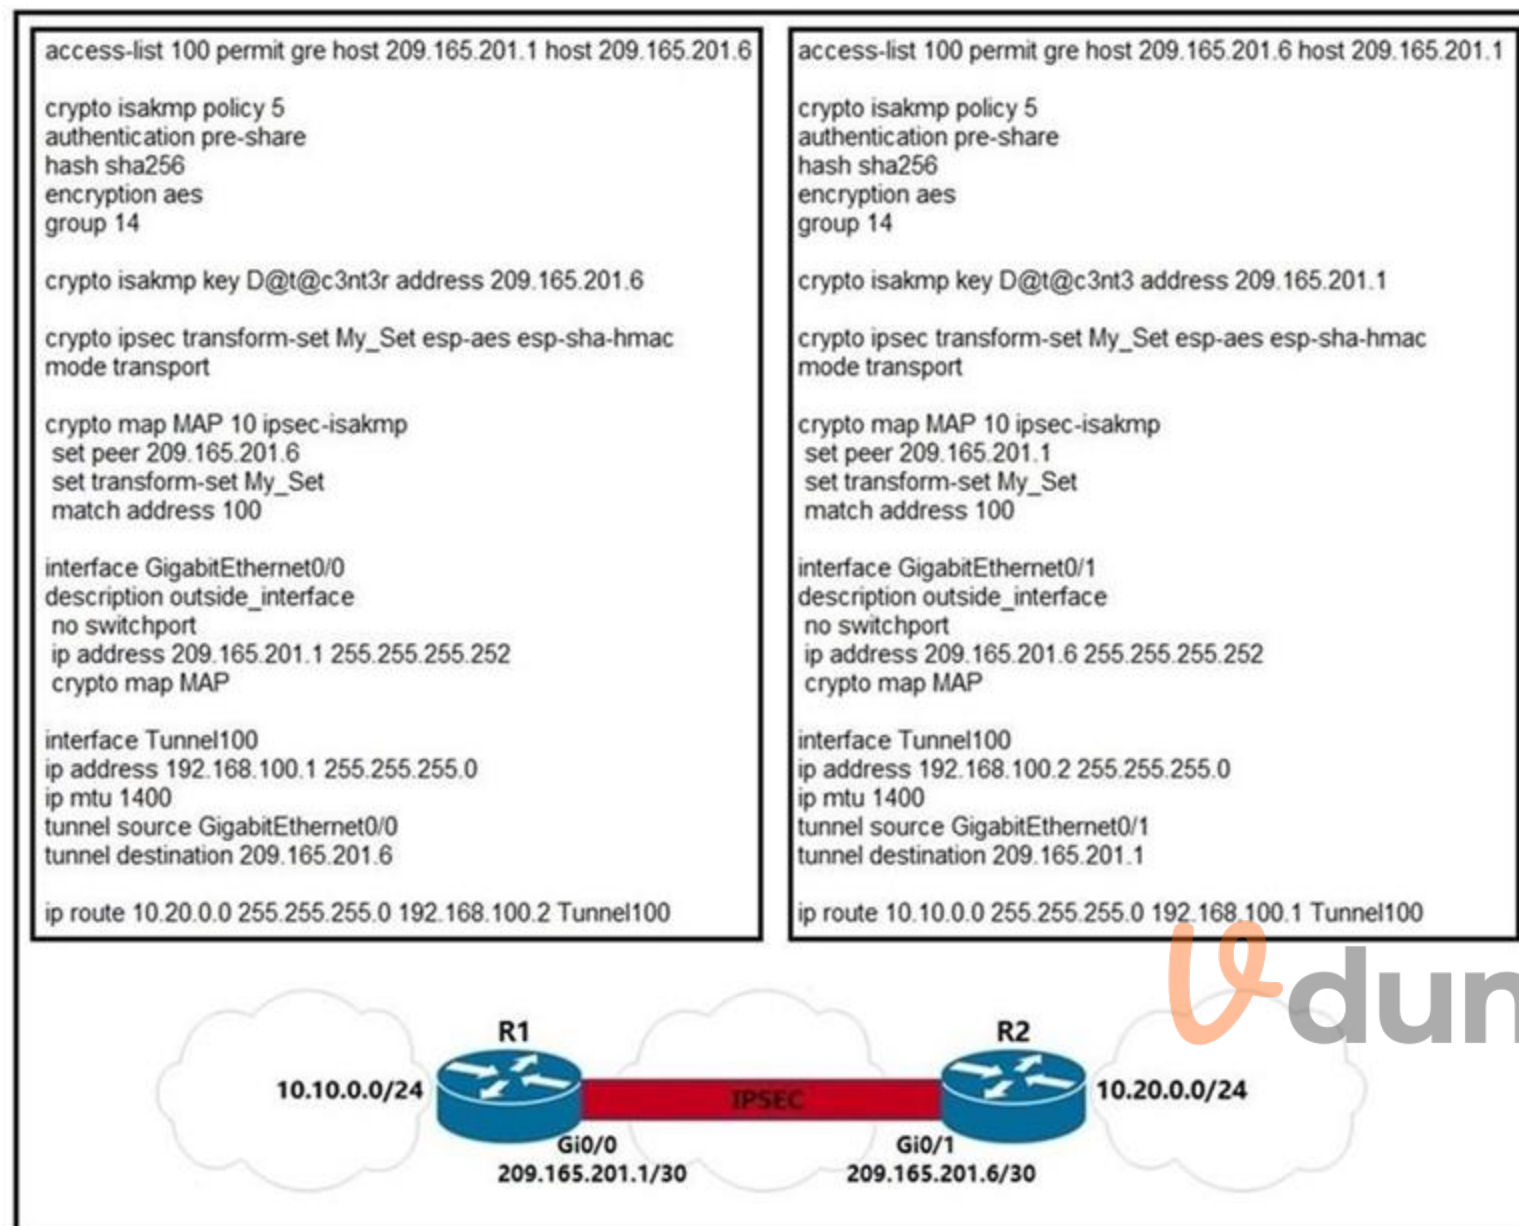 access-list 100 permit gre host 209.165.201.1 host 209.165.201.6
crypto isakmp policy 5
authentication pre-share
hash sha256
encryption aes
group 14
crypto isakmp key D@t@c3nt3r address 209.165.201.6
crypto ipsec transform-set My_Set esp-aes esp-sha-hmac
mode transport
crypto map MAP 10 ipsec-isakmp
set peer 209.165.201.6
set transform-set My_Set
match address 100
interface GigabitEthernet0/0
description outside_interface
no switchport
ip address 209.165.201.1 255.255.255.252
crypto map MAP
interface Tunnel100
ip address 192.168.100.1 255.255.255.0
ip mtu 1400
tunnel source GigabitEthernet0/0
tunnel destination 209.165.201.6
ip route 10.20.0.0 255.255.255.0 192.168.100.2 Tunnel100
access-list 100 permit gre host 209.165.201.6 host 209.165.201.1
crypto isakmp policy 5
authentication pre-share
hash sha256
encryption aes
group 14
crypto isakmp key D@t@c3nt3 address 209.165.201.1
crypto ipsec transform-set My_Set esp-aes esp-sha-hmac
mode transport
crypto map MAP 10 ipsec-isakmp
set peer 209.165.201.1
set transform-set My_Set
match address 100
interface GigabitEthernet0/1
description outside_interface
no switchport
ip address 209.165.201.6 255.255.255.252
crypto map MAP
interface Tunnel100
ip address 192.168.100.2 255.255.255.0
ip mtu 1400
tunnel source GigabitEthernet0/1
tunnel destination 209.165.201.1
ip route 10.10.0.0 255.255.255.0 192.168.100.1 Tunnel100
R1
R2
10.10.0.0/24
IPSEC
10.20.0.0/24
Gi0/0
209.165.201.1/30
Gi0/1
209.165.201.6/30